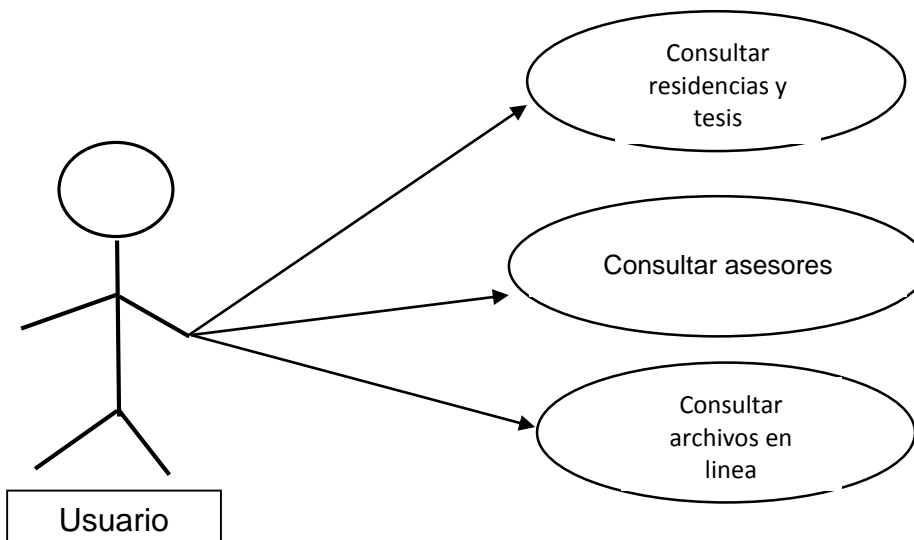 Consultar
residencias y
tesis
Consultar asesores
Consultar
archivos en
linea
Usuario